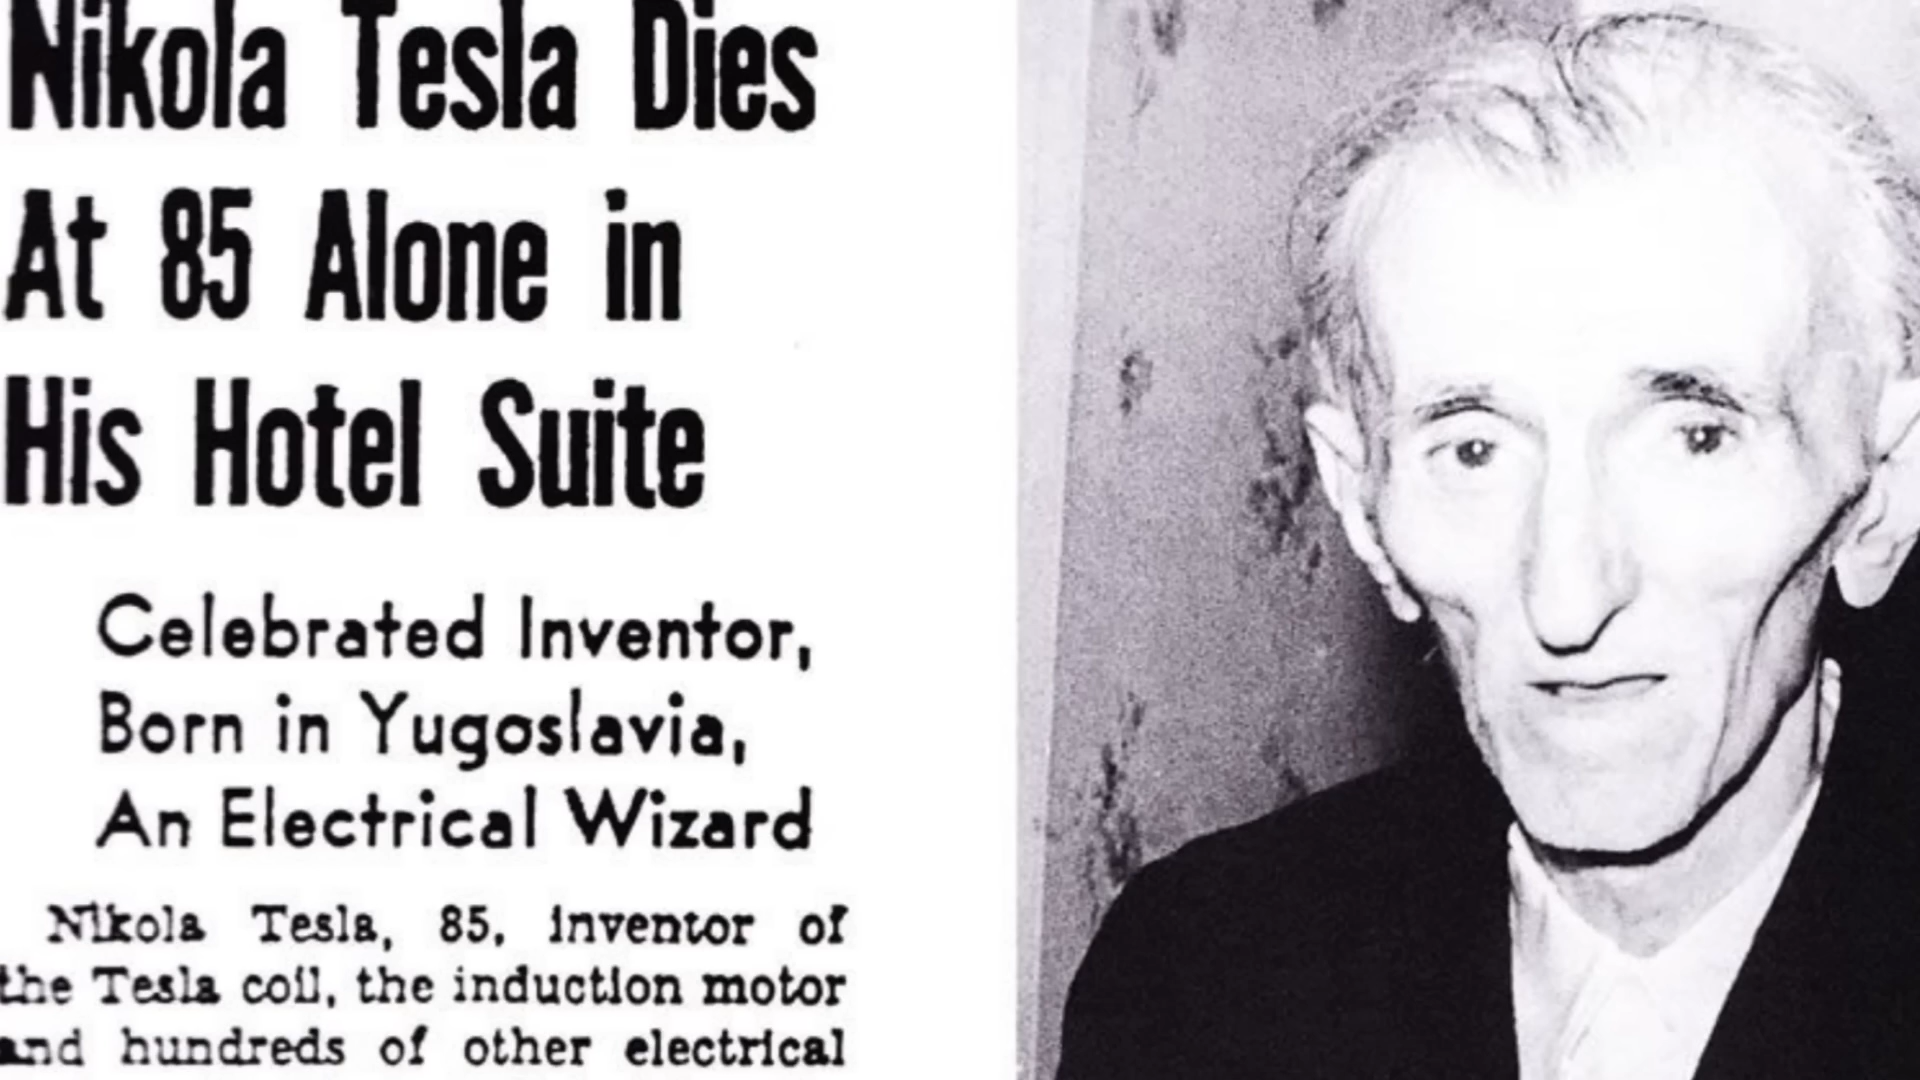 Nikola Tesla Dies
At 85 Alone in
His Hotel Suite
Celebrated Inventor,
Born in Yugoslavia,
An Electrical Wizard
Nikola Tesla, 85, inventor of
the Tesla coil, the induction motor
and hundreds of other electrical